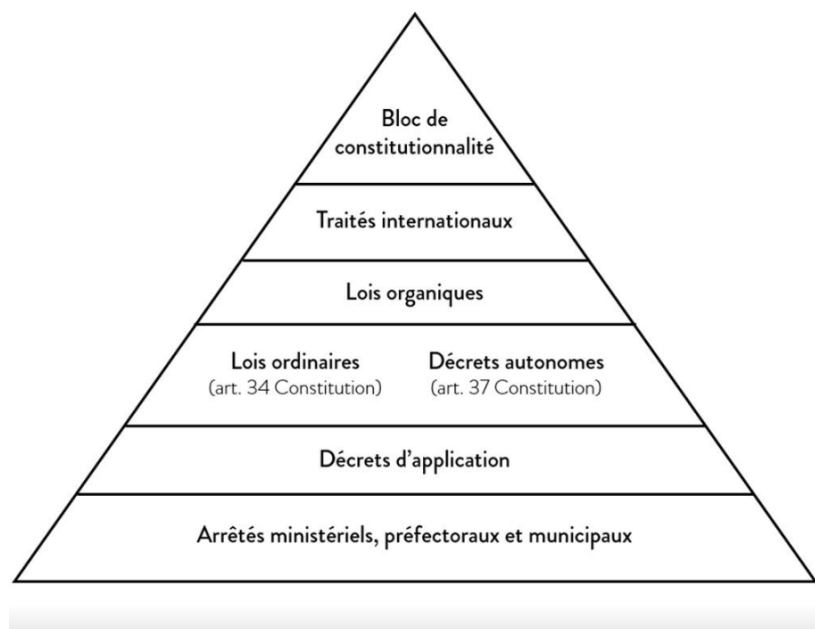 Bloc de
constitutionnalité
Traités internationaux
Lois organiques
Lois ordinaires
(art. 34 Constitution)
Décrets autonomes
(art. 37 Constitution)
Décrets d'application
Arrêtés ministériels, préfectoraux et municipaux